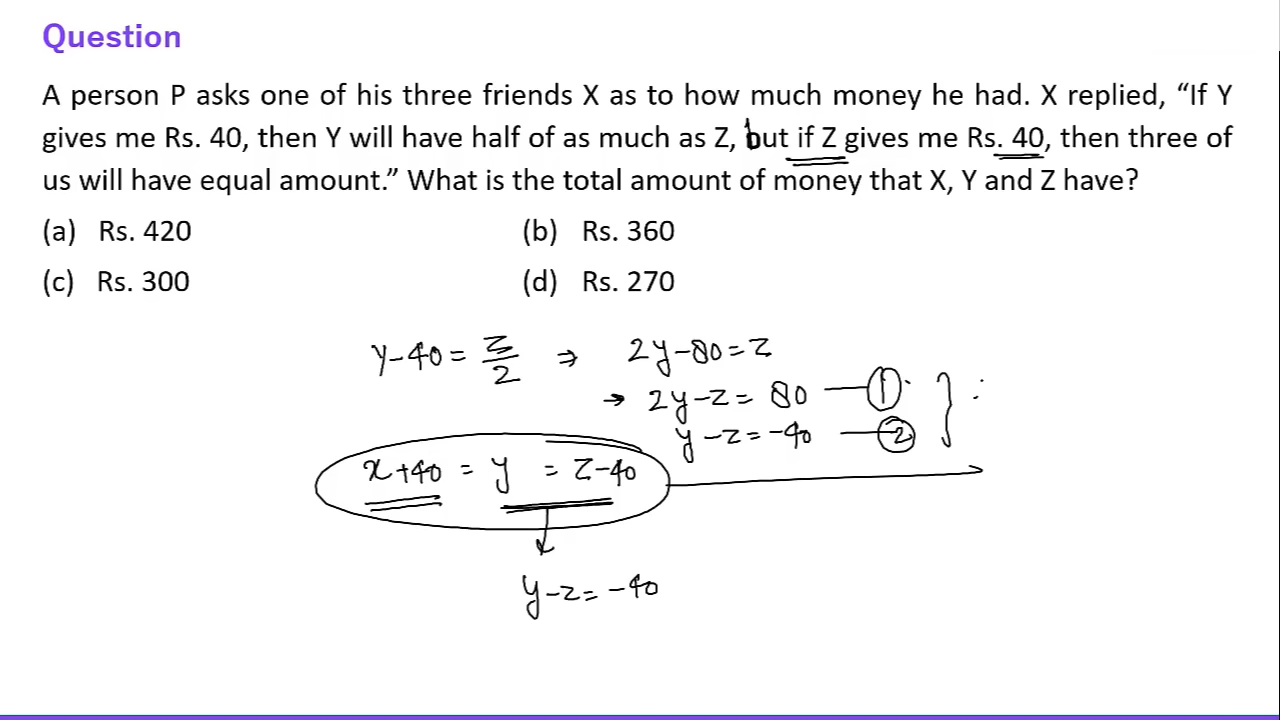 Question
A person P asks one of his three friends X as to how much money he had. X replied, “If Y
gives me Rs. 40, then Y will have half of as much as Z, but if Z gives me Rs. 40, then three of
us will have equal amount.” What is the total amount of money that X, Y and Z have?
(a) Rs. 420 (b) Rs. 360
(c) Rs. 300 (d) Rs. 270
y-40 = z/2 ⇒ 2y-80=z
→ 2y-z= 80 — 1
y-z=-40 — 2
x+40 = y = z-40
y-z=-40